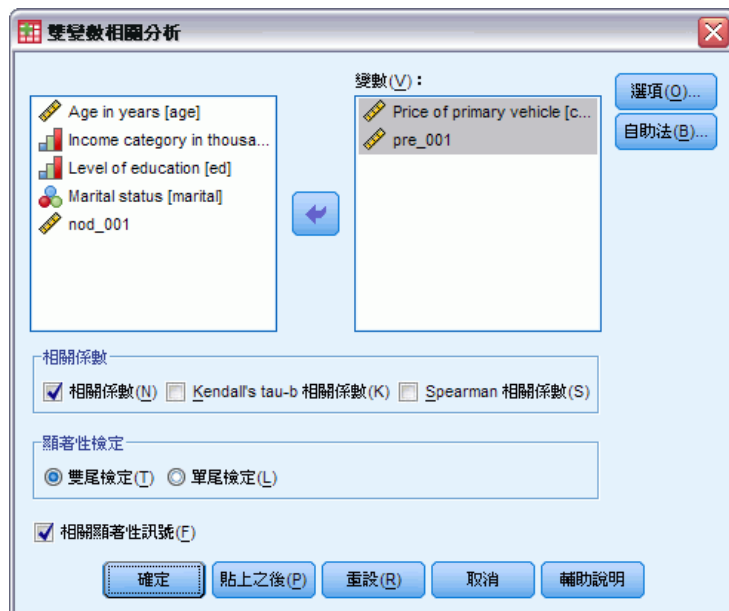 雙變數相關分析
變數(V)：
Age in years [age]
Income category in thousa...
Level of education [ed]
Marital status [marital]
nod_001
Price of primary vehicle [c...
pre_001
選項(O)...
自助法(B)...
相關係數
相關係數(N) Kendall's tau-b 相關係數(K) Spearman 相關係數(S)
顯著性檢定
雙尾檢定(T) 單尾檢定(L)
相關顯著性訊號(F)
確定 貼上之後(P) 重設(R) 取消 輔助說明